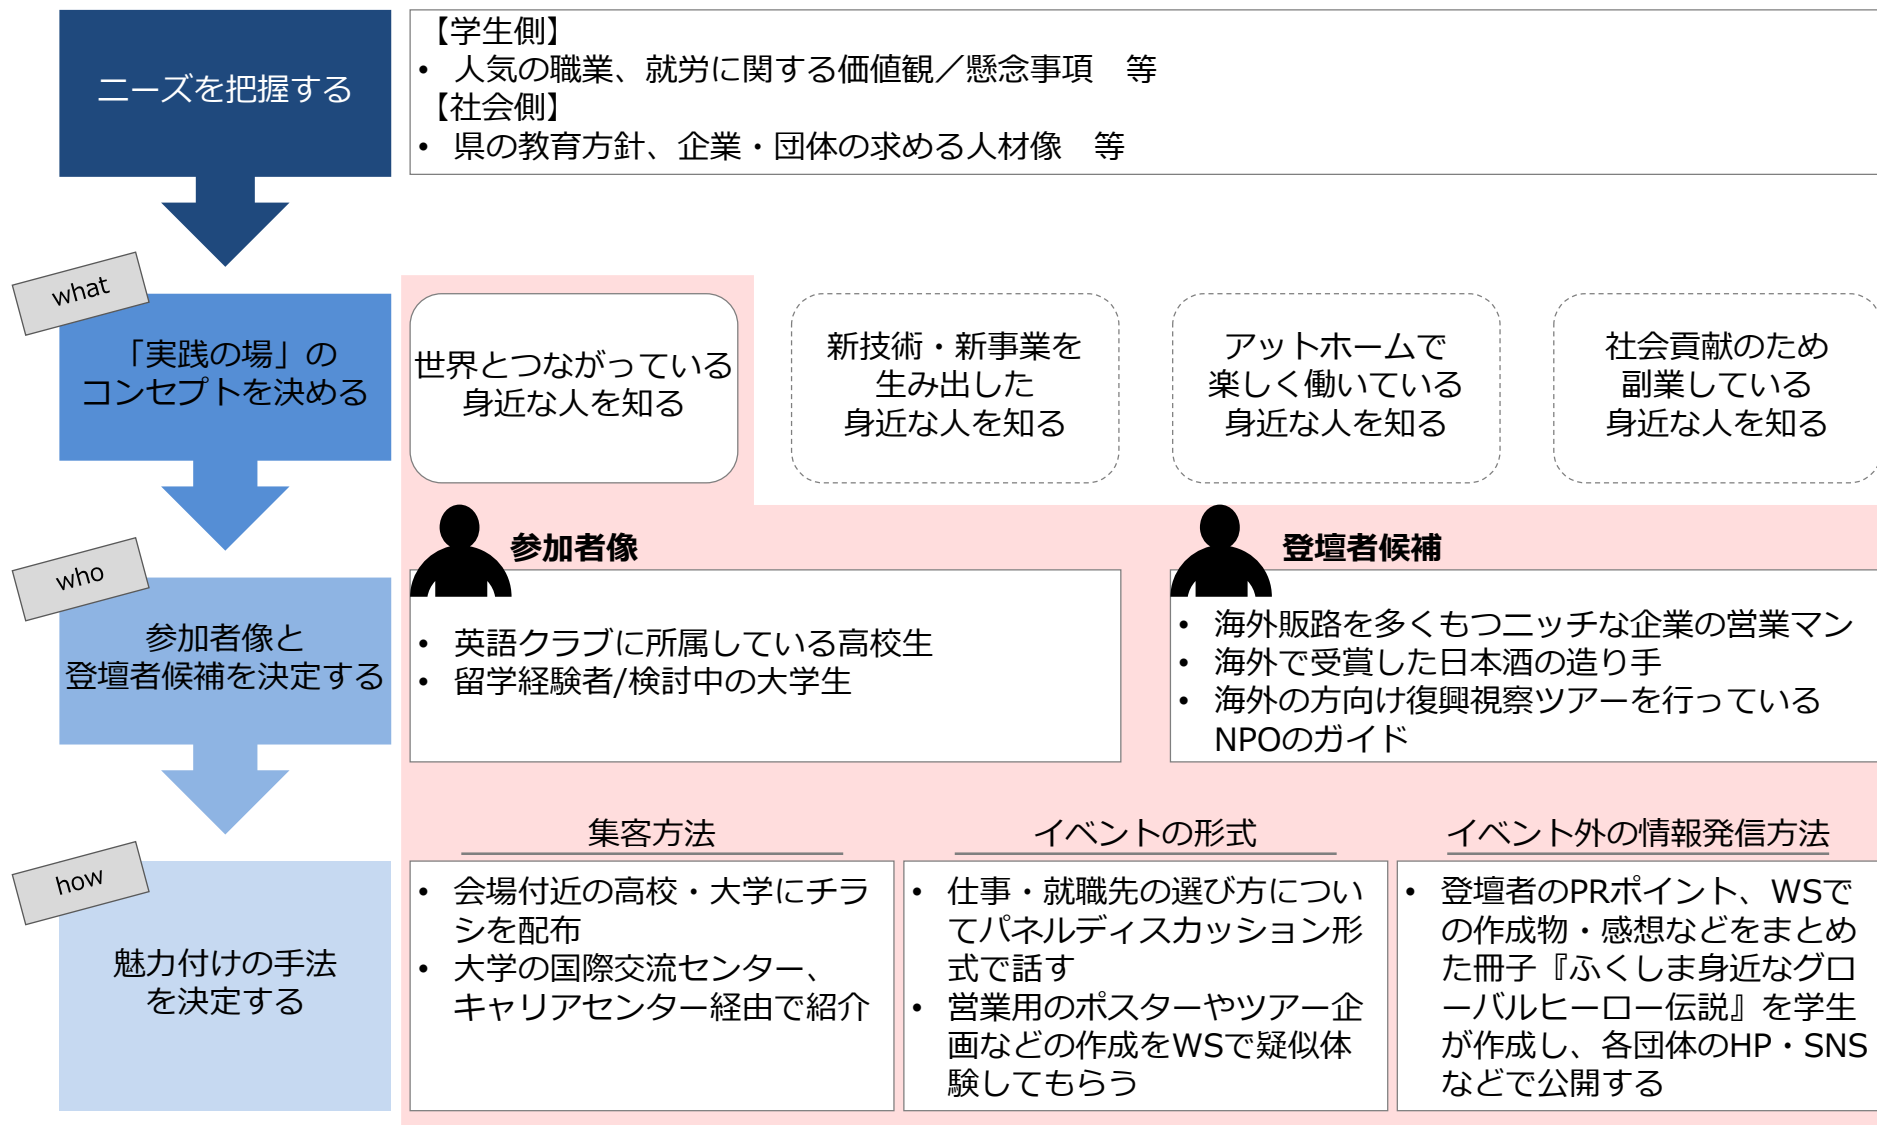 ニーズを把握する
【学生側】
• 人気の職業、就労に関する価値観／懸念事項　等
【社会側】
• 県の教育方針、企業・団体の求める人材像　等
what
「実践の場」の
コンセプトを決める
世界とつながっている
身近な人を知る
新技術・新事業を
生み出した
身近な人を知る
アットホームで
楽しく働いている
身近な人を知る
社会貢献のため
副業している
身近な人を知る
who
参加者像と
登壇者候補を決定する
参加者像
• 英語クラブに所属している高校生
• 留学経験者/検討中の大学生
登壇者候補
• 海外販路を多くもつニッチな企業の営業マン
• 海外で受賞した日本酒の造り手
• 海外の方向け復興視察ツアーを行っている
NPOのガイド
how
魅力付けの手法
を決定する
集客方法
• 会場付近の高校・大学にチラ
シを配布
• 大学の国際交流センター、
キャリアセンター経由で紹介
イベントの形式
• 仕事・就職先の選び方につい
てパネルディスカッション形
式で話す
• 営業用のポスターやツアー企
画などの作成をWSで疑似体
験してもらう
イベント外の情報発信方法
• 登壇者のPRポイント、WSで
の作成物・感想などをまとめ
た冊子『ふくしま身近なグロ
ーバルヒーロー伝説』を学生
が作成し、各団体のHP・SNS
などで公開する